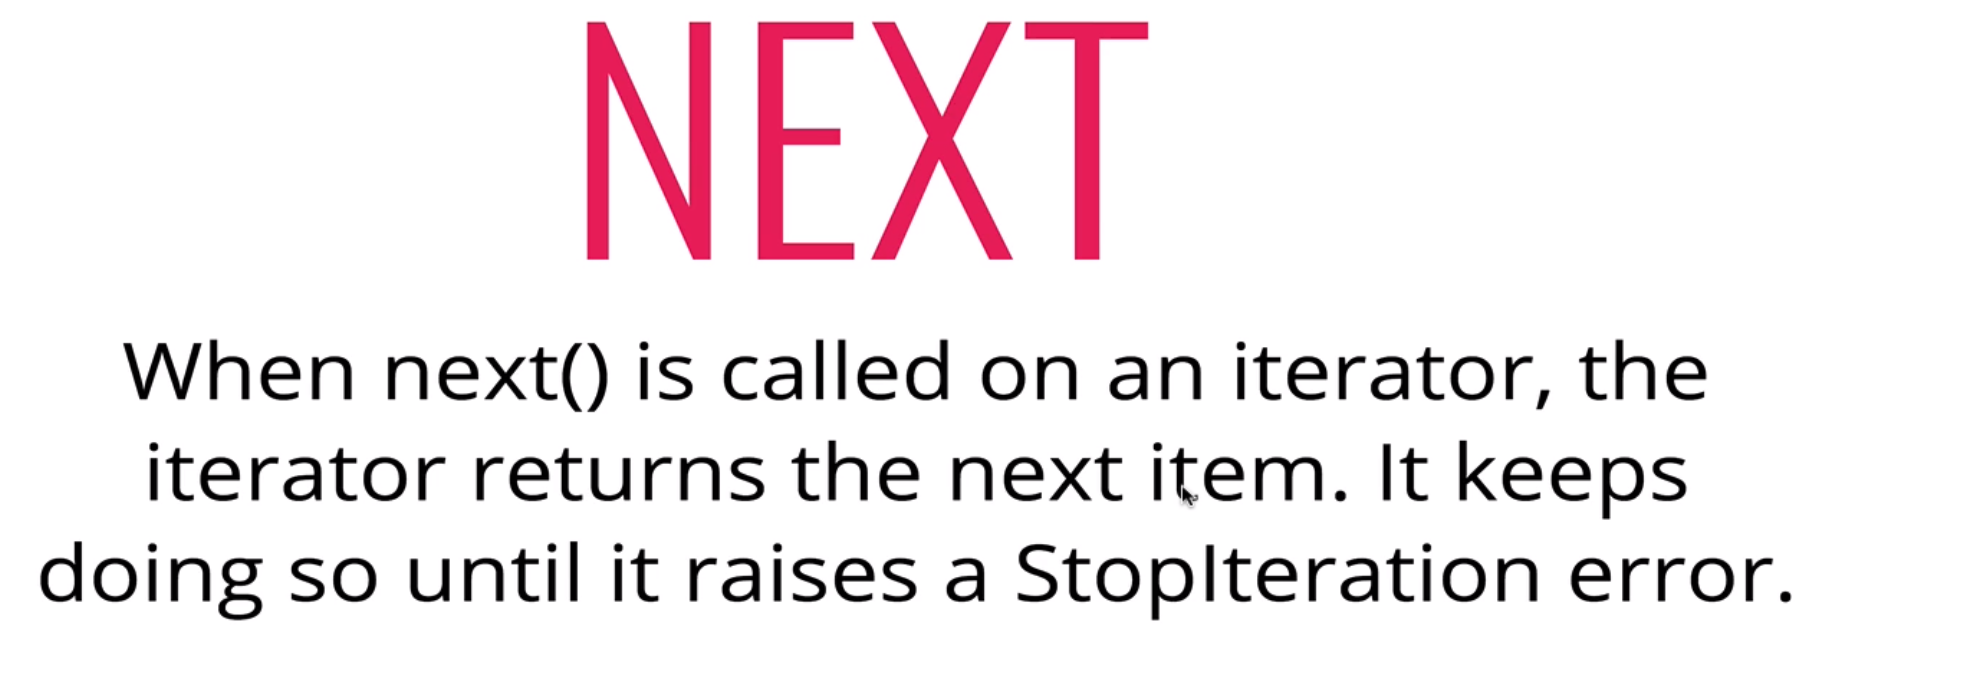 NEXT
When next() is called on an iterator, the
iterator returns the next item. It keeps
doing so until it raises a StopIteration error.